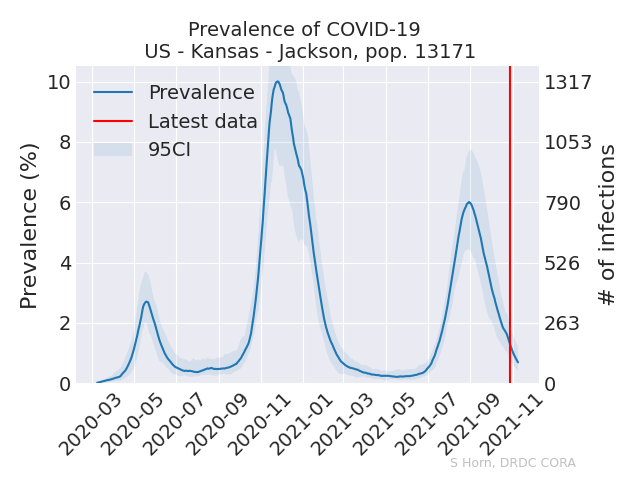 Prevalence of COVID-19
US - Kansas - Jackson, pop. 13171
Prevalence (%)
10
8
6
4
2
0
Prevalence
Latest data
95CI
1317
1053
790
526
263
0
# of infections
2020-03
2020-05
2020-07
2020-09
2020-11
2021-01
2021-03
2021-05
2021-07
2021-09
2021-11
S Horn, DRDC CORA